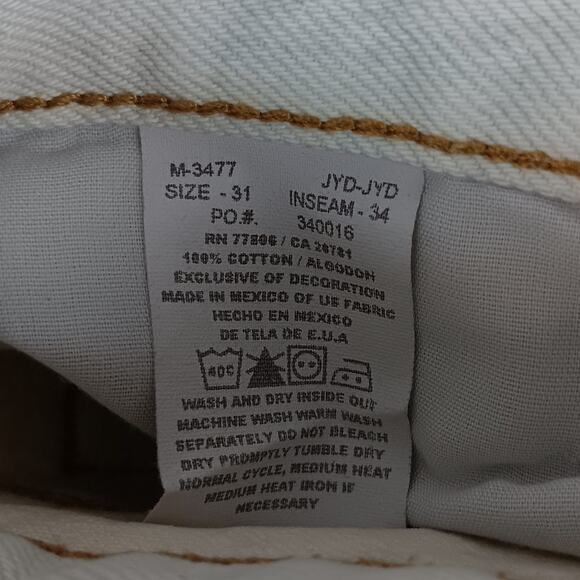 M-3477 JYD-JYD
SIZE - 31 INSEAM - 34
PO.#. 340016
RN 77806 / CA 26781
100% COTTON / ALGODON
EXCLUSIVE OF DECORATION
MADE IN MEXICO OF US FABRIC
HECHO EN MEXICO
DE TELA DE E.U.A
40C
WASH AND DRY INSIDE OUT
MACHINE WASH WARM WASH
SEPARATELY DO NOT BLEACH
DRY PROMPTLY TUMBLE DRY
NORMAL CYCLE, MEDIUM HEAT
MEDIUM HEAT IRON IF
NECESSARY